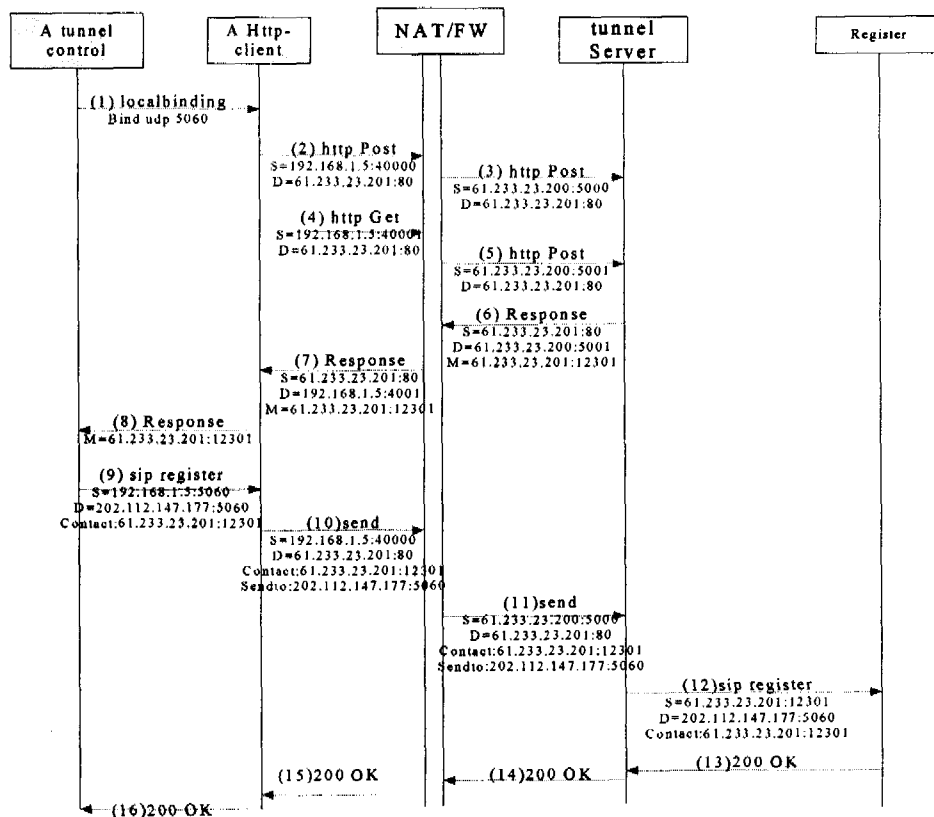 A tunnel
control
A Http-
client
NAT/FW
tunnel
Server
Register
(1) localbinding
Bind udp 5060
(2) http Post
S=192.168.1.5:40000
D=61.233.23.201:80
(3) http Post
S=61.233.23.200:5000
D=61.233.23.201:80
(4) http Get
S=192.168.1.5:40001
D=61.233.23.201:80
(5) http Post
S=61.233.23.200:5001
D=61.233.23.201:80
(6) Response
S=61.233.23.201:80
D=61.233.23.200:5001
M=61.233.23.201:12301
(7) Response
S=61.233.23.201:80
D=192.168.1.5:4001
M=61.233.23.201:12301
(8) Response
M=61.233.23.201:12301
(9) sip register
S=192.168.1.5:5060
D=202.112.147.177:5060
Contact:61.233.23.201:12301
(10)send
S=192.168.1.5:40000
D=61.233.23.201:80
Contact:61.233.23.201:12301
Sendto:202.112.147.177:5060
(11)send
S=61.233.23.200:5000
D=61.233.23.201:80
Contact:61.233.23.201:12301
Sendto:202.112.147.177:5060
(12)sip register
S=61.233.23.201:12301
D=202.112.147.177:5060
Contact:61.233.23.201:12301
(13)200 OK
(14)200 OK
(15)200 OK
(16)200 OK